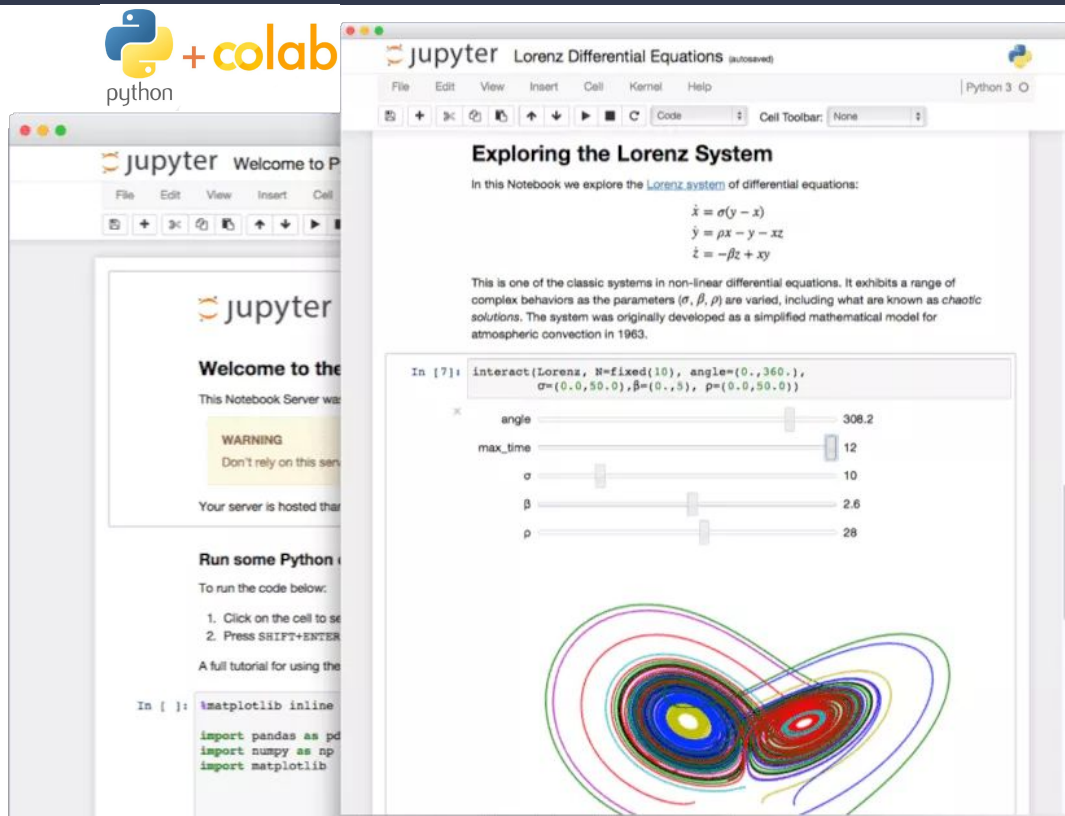 python
+ colab
jupyter Welcome to P
File Edit View Insert Cell
jupyter
Welcome to the
This Notebook Server was
WARNING
Don't rely on this serv
Your server is hosted than
Run some Python
To run the code below:
1. Click on the cell to se
2. Press SHIFT+ENTER
A full tutorial for using the
In [ ]: %matplotlib inline
import pandas as pd
import numpy as np
import matplotlib
jupyter Lorenz Differential Equations (autosaved)
File Edit View Insert Cell Kernel Help
Python 3
Code Cell Toolbar: None
Exploring the Lorenz System
In this Notebook we explore the Lorenz system of differential equations:
ẋ = σ(y − x)
ẏ = ρx − y − xz
ż = −βz + xy
This is one of the classic systems in non-linear differential equations. It exhibits a range of
complex behaviors as the parameters (σ, β, ρ) are varied, including what are known as chaotic
solutions. The system was originally developed as a simplified mathematical model for
atmospheric convection in 1963.
In [7]: interact(Lorenz, N=fixed(10), angle=(0.,360.),
σ=(0.0,50.0),β=(0.,5), ρ=(0.0,50.0))
angle 308.2
max_time 12
σ 10
β 2.6
ρ 28